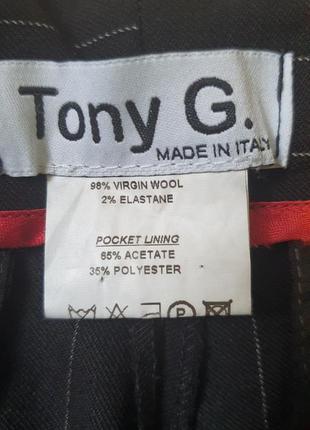 Tony G.
MADE IN ITALY
98% VIRGIN WOOL
2% ELASTANE
POCKET LINING
65% ACETATE
35% POLYESTER
P